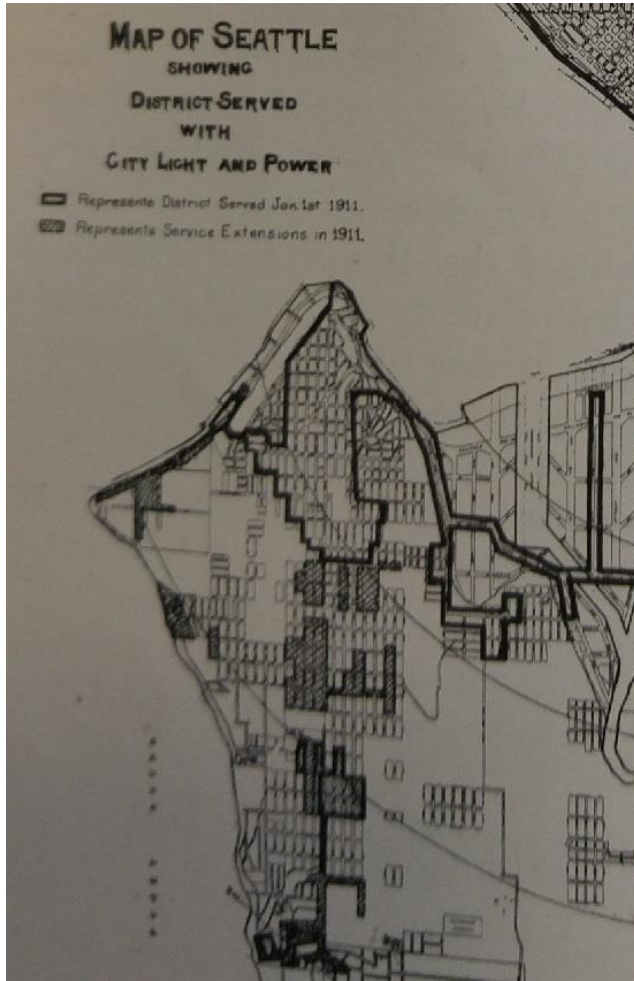 MAP OF SEATTLE
SHOWING
DISTRICT SERVED
WITH
CITY LIGHT AND POWER
Represents District Served Jan. 1st 1911.
Represents Service Extensions in 1911.